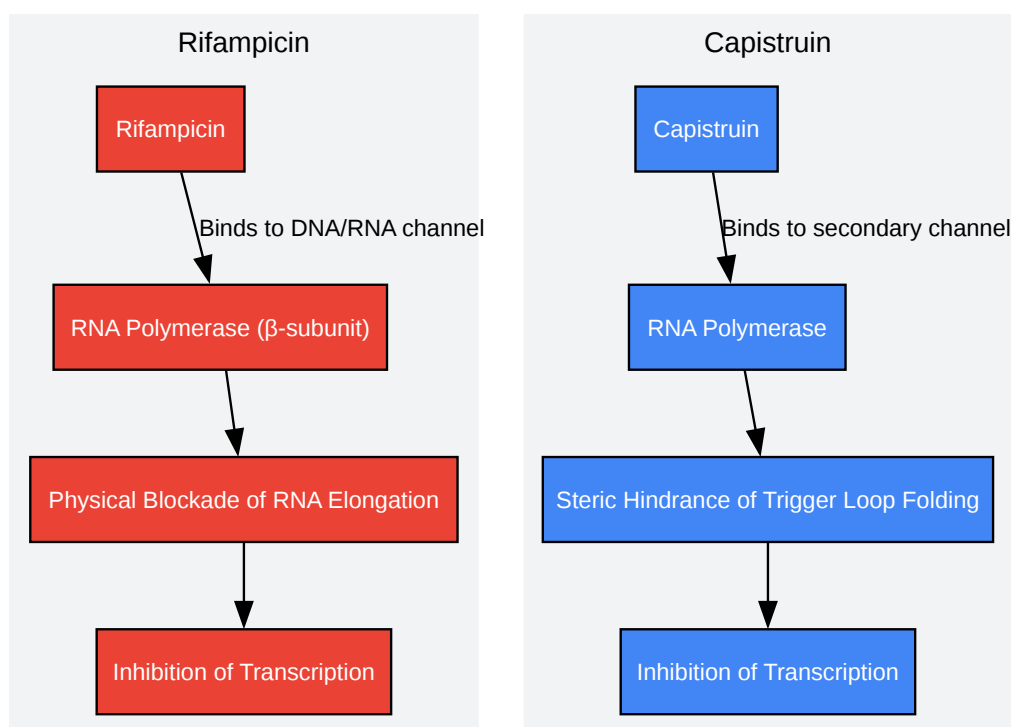 Rifampicin
Rifampicin
Binds to DNA/RNA channel
RNA Polymerase (β-subunit)
Physical Blockade of RNA Elongation
Inhibition of Transcription
Capistruin
Capistruin
Binds to secondary channel
RNA Polymerase
Steric Hindrance of Trigger Loop Folding
Inhibition of Transcription